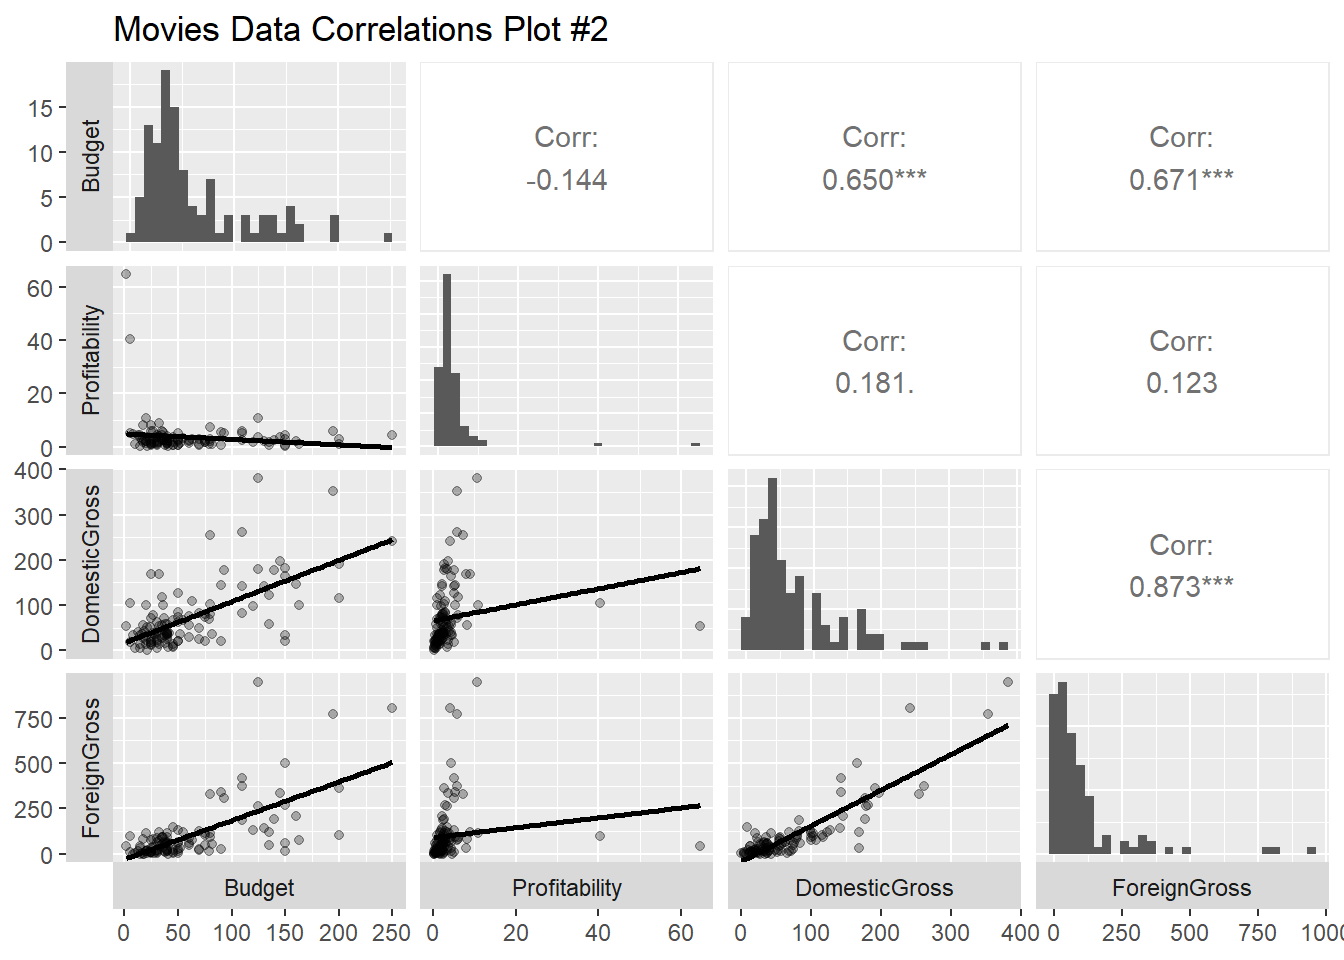 Movies Data Correlations Plot #2
Budget
15
10
5
0
Corr:
-0.144
Corr:
0.650***
Corr:
0.671***
Profitability
60
40
20
0
Corr:
0.181.
Corr:
0.123
DomesticGross
400
300
200
100
0
Corr:
0.873***
ForeignGross
750
500
250
0
Budget
Profitability
DomesticGross
ForeignGross
0 50 100 150 200 250
0 20 40 60
0 100 200 300 400
0 250 500 750 1000